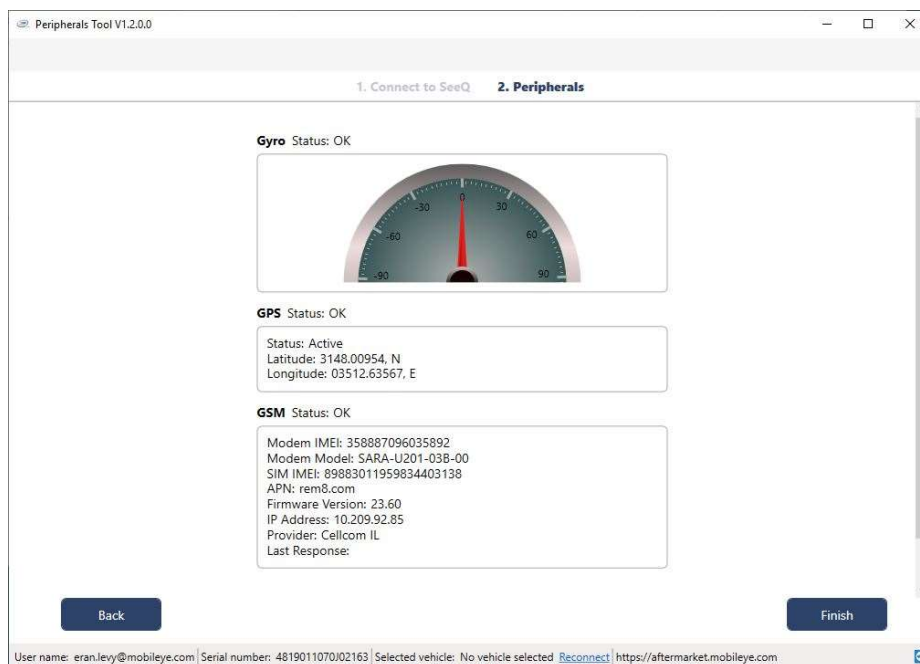 Peripherals Tool V1.2.0.0
1. Connect to SeeQ 2. Peripherals
Gyro Status: OK
0
-30 30
-60 60
-90 90
GPS Status: OK
Status: Active
Latitude: 3148.00954, N
Longitude: 03512.63567, E
GSM Status: OK
Modem IMEI: 358887096035892
Modem Model: SARA-U201-03B-00
SIM IMEI: 89883011959834403138
APN: rem8.com
Firmware Version: 23.60
IP Address: 10.209.92.85
Provider: Cellcom IL
Last Response:
Back Finish
User name: eran.levy@mobileye.com Serial number: 4819011070J02163 Selected vehicle: No vehicle selected Reconnect https://aftermarket.mobileye.com